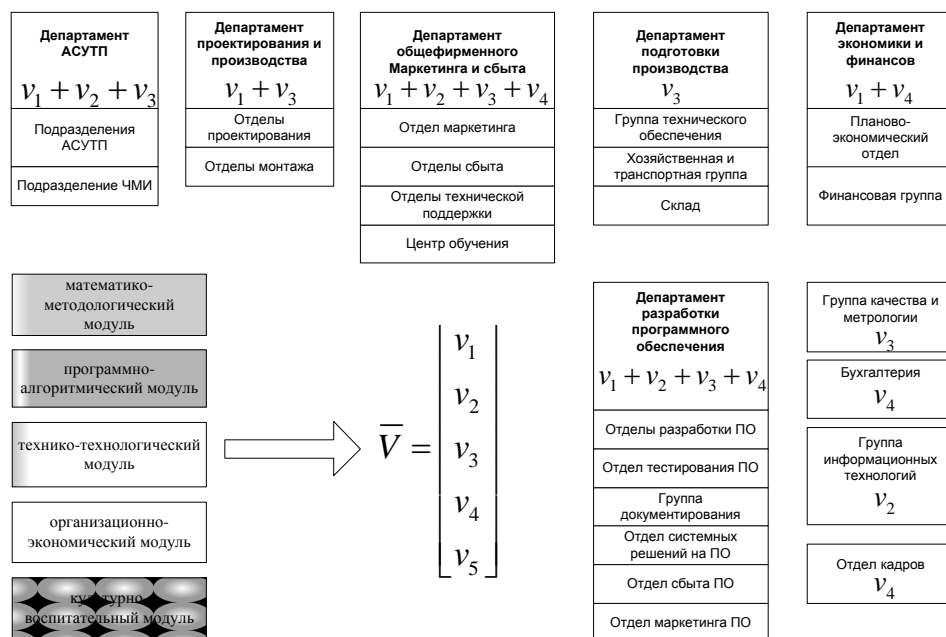 Департамент
АСУТП
v₁ + v₂ + v₃
Подразделения
АСУТП
Подразделение ЧМИ
Департамент
проектирования и
производства
v₁ + v₃
Отделы
проектирования
Отделы монтажа
Департамент
общефирменного
Маркетинга и сбыта
v₁ + v₂ + v₃ + v₄
Отдел маркетинга
Отделы сбыта
Отделы технической
поддержки
Центр обучения
Департамент
подготовки
производства
v₃
Группа технического
обеспечения
Хозяйственная и
транспортная группа
Склад
Департамент
экономики и
финансов
v₁ + v₄
Планово-
экономический
отдел
Финансовая группа
математико-
методологический
модуль
программно-
алгоритмический модуль
технико-технологический
модуль
организационно-
экономический модуль
культурно
воспитательный модуль
V̅ =
v₁
v₂
v₃
v₄
v₅
Департамент
разработки
программного
обеспечения
v₁ + v₂ + v₃ + v₄
Отделы разработки ПО
Отдел тестирования ПО
Группа
документирования
Отдел системных
решений на ПО
Отдел сбыта ПО
Отдел маркетинга ПО
Группа качества и
метрологии
v₃
Бухгалтерия
v₄
Группа
информационных
технологий
v₂
Отдел кадров
v₄